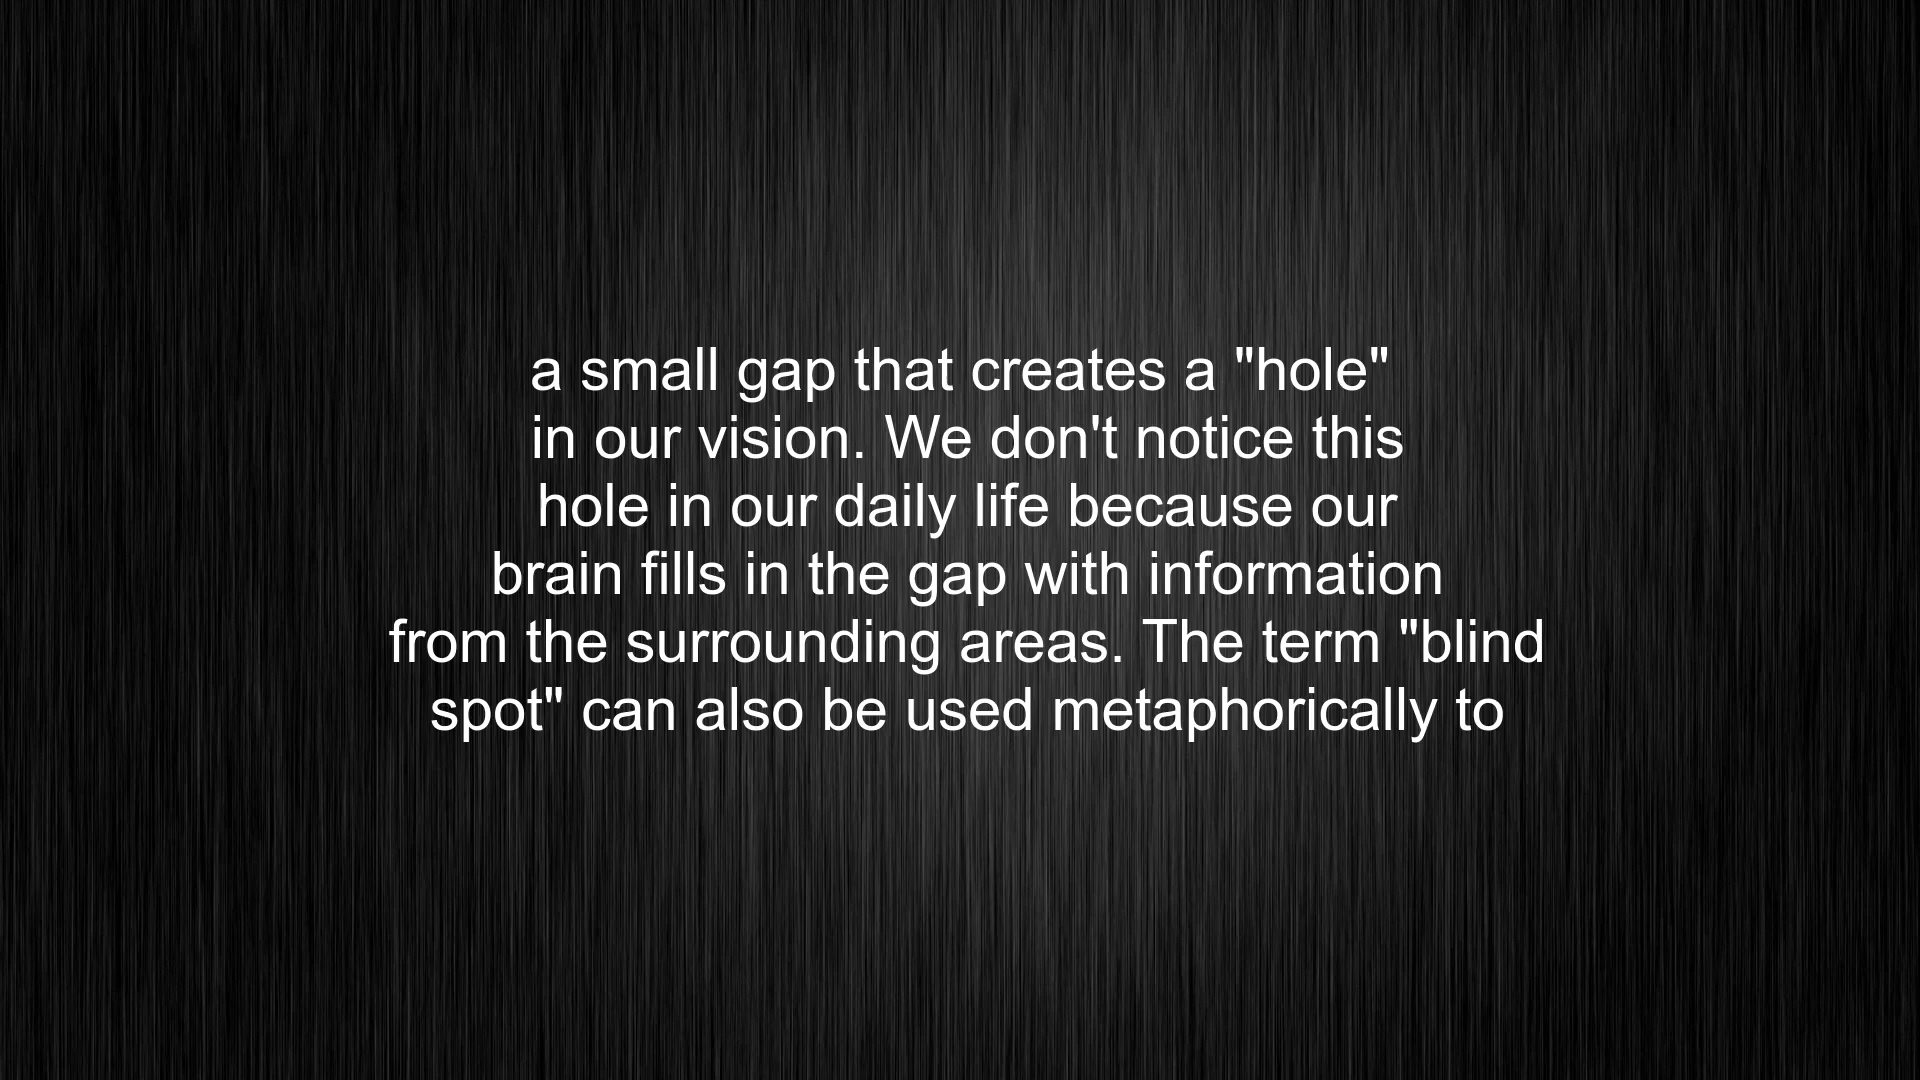 a small gap that creates a "hole"
in our vision. We don't notice this
hole in our daily life because our
brain fills in the gap with information
from the surrounding areas. The term "blind
spot" can also be used metaphorically to